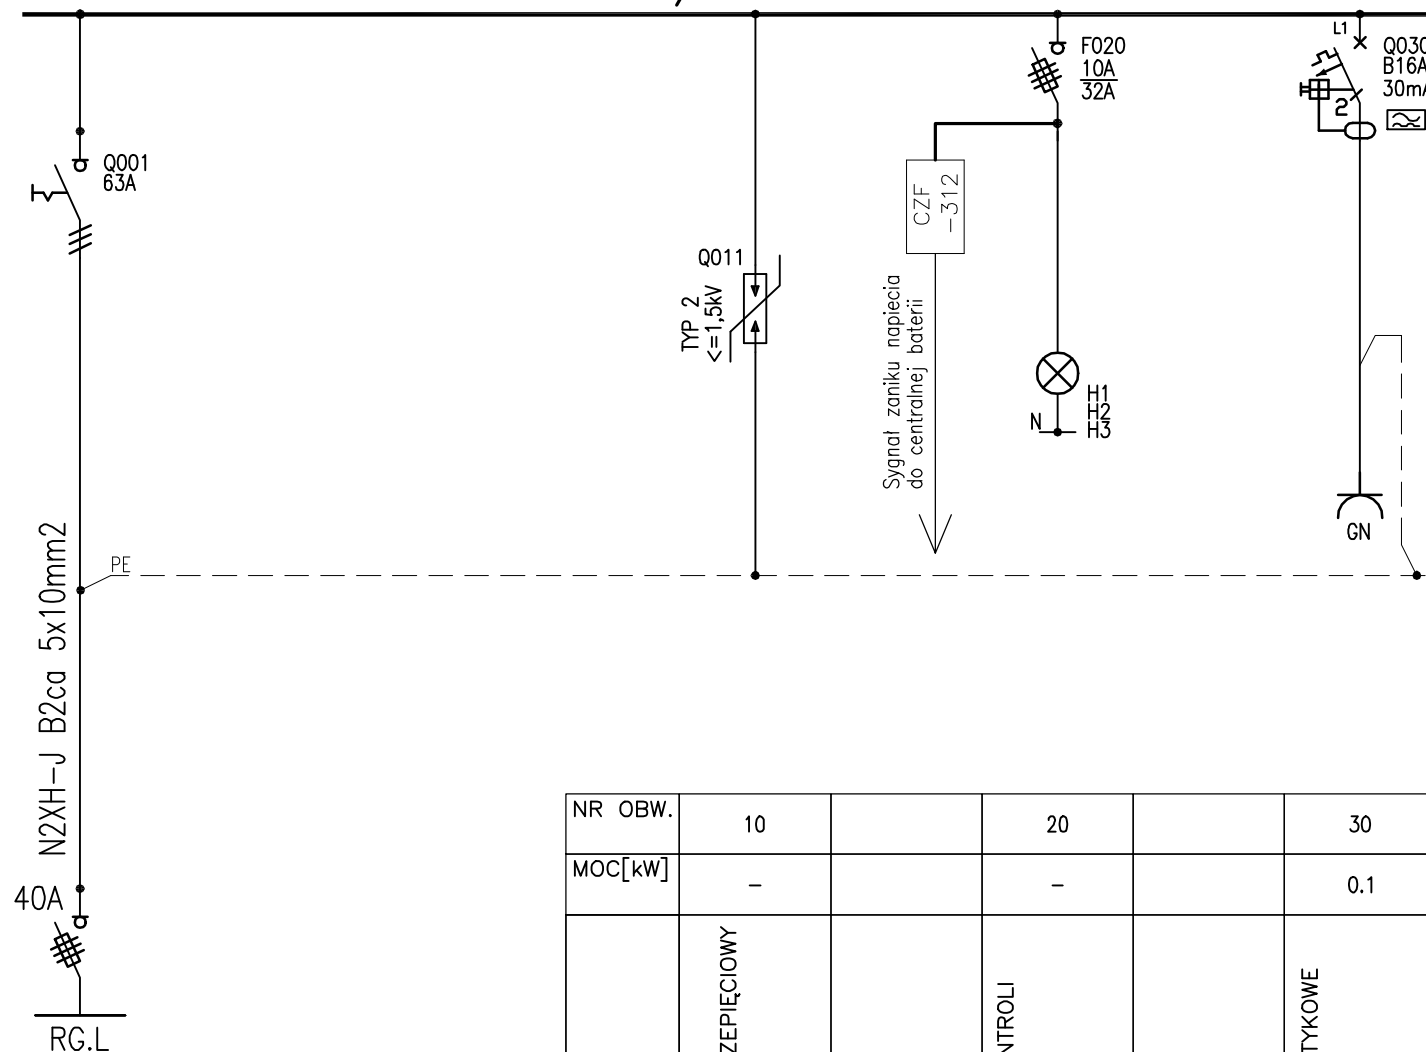 Q001
63A
Q011
TYP 2
<=1,5kV
F020
10A
32A
CZF
-312
Sygnał zaniku napiecia
do centralnej baterii
H1
H2
H3
N
L1
Q030
B16A
30mA
2
GN
PE
N2XH-J B2ca 5x10mm2
40A
RG.L
NR OBW. 10 20 30
MOC[kW] - - 0.1
ZEPIĘCIOWY
NTROLI
TYKOWE